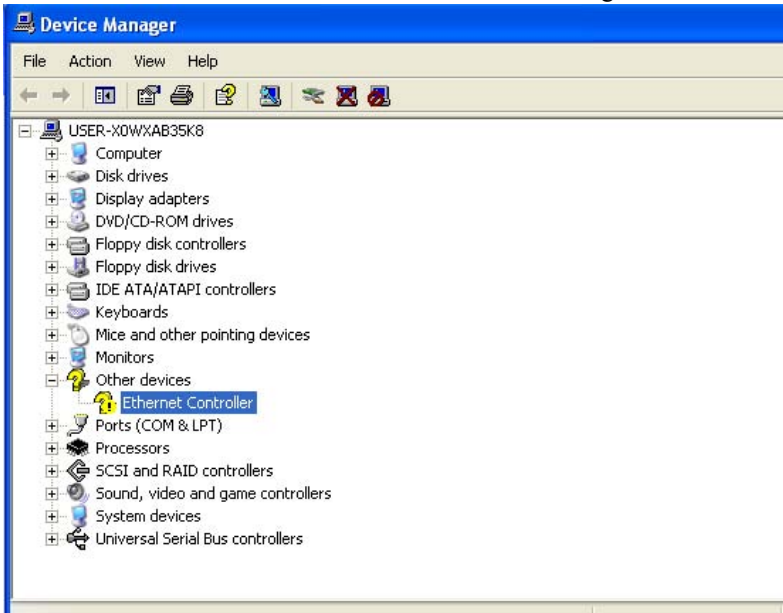 Device Manager
File Action View Help
USER-X0WXAB35K8
Computer
Disk drives
Display adapters
DVD/CD-ROM drives
Floppy disk controllers
Floppy disk drives
IDE ATA/ATAPI controllers
Keyboards
Mice and other pointing devices
Monitors
Other devices
Ethernet Controller
Ports (COM & LPT)
Processors
SCSI and RAID controllers
Sound, video and game controllers
System devices
Universal Serial Bus controllers